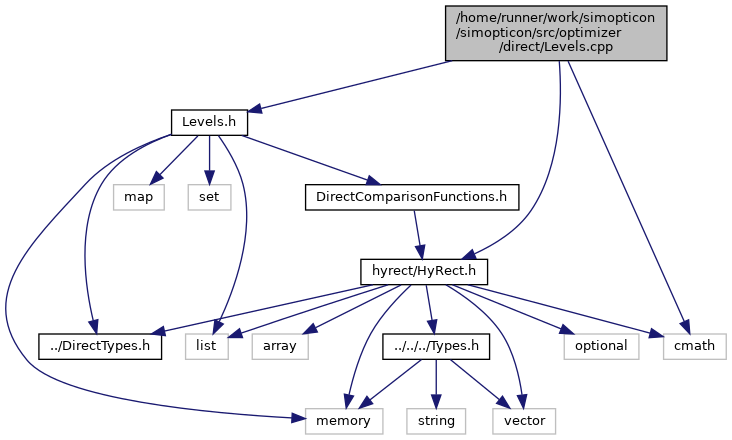 /home/runner/work/simopticon
/simopticon/src/optimizer
/direct/Levels.cpp
Levels.h
map
set
DirectComparisonFunctions.h
hyrect/HyRect.h
../DirectTypes.h
list
array
../../../Types.h
optional
cmath
memory
string
vector